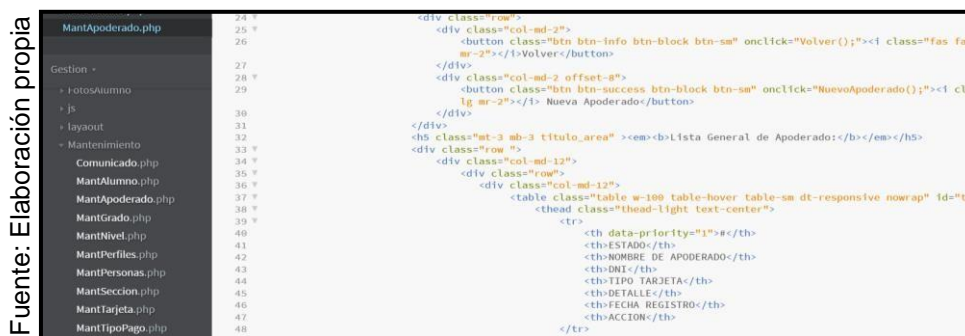 Fuente: Elaboración propia
MantApoderado.php
Gestion
FotosAlumno
js
layaout
Mantenimiento
Comunicado.php
MantAlumno.php
MantApoderado.php
MantGrado.php
MantNivel.php
MantPerfiles.php
MantPersonas.php
MantSeccion.php
MantTarjeta.php
MantTipoPago.php
24 <div class="row">
25 <div class="col-md-2">
26 <button class="btn btn-info btn-block btn-sm" onclick="Volver();"><i class="fas
mr-2"></i>Volver</button>
27 </div>
28 <div class="col-md-2 offset-8">
29 <button class="btn btn-success btn-block btn-sm" onclick="NuevoApoderado();"><i
lg mr-2"></i> Nueva Apoderado</button>
30 </div>
31 </div>
32 <h5 class="mt-3 mb-3 titulo_area" ><em><b>Lista General de Apoderado:</b></em></h5>
33 <div class="row ">
34 <div class="col-md-12">
35 <div class="row">
36 <div class="col-md-12">
37 <table class="table w-100 table-hover table-sm dt-responsive nowrap" id="t
38 <thead class="thead-light text-center">
39 <tr>
40 <th data-priority="1">#</th>
41 <th>ESTADO</th>
42 <th>NOMBRE DE APODERADO</th>
43 <th>DNI</th>
44 <th>TIPO TARJETA</th>
45 <th>DETALLE</th>
46 <th>FECHA REGISTRO</th>
47 <th>ACCION</th>
48 </tr>